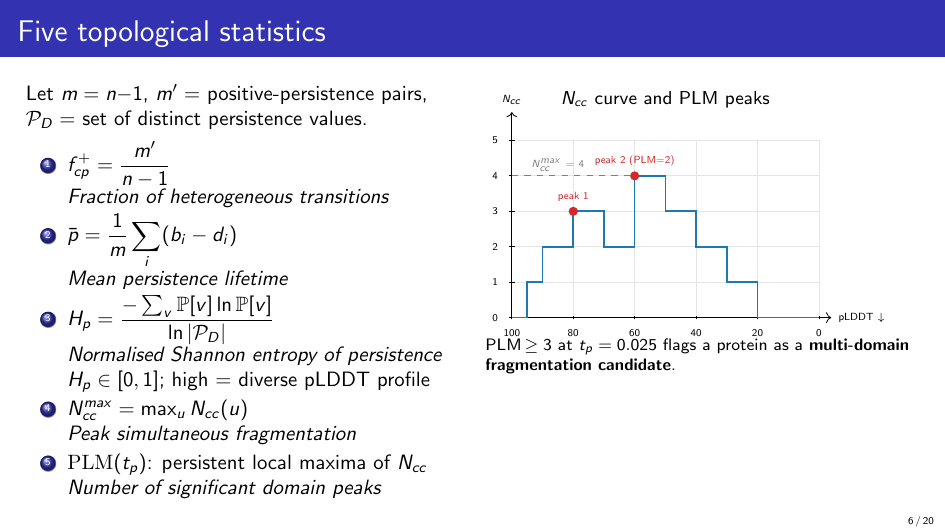 Five topological statistics
Let m = n−1, m′ = positive-persistence pairs,
𝒫_D = set of distinct persistence values.
1 f_cp^+ = m′ / (n − 1)
Fraction of heterogeneous transitions
2 p̄ = (1/m) ∑_i (b_i − d_i)
Mean persistence lifetime
3 H_p = (− ∑_v ℙ[v] ln ℙ[v]) / (ln |𝒫_D|)
Normalised Shannon entropy of persistence
H_p ∈ [0, 1]; high = diverse pLDDT profile
4 N_cc^max = max_u N_cc(u)
Peak simultaneous fragmentation
5 PLM(t_p): persistent local maxima of N_cc
Number of significant domain peaks
N_cc curve and PLM peaks
N_cc
5
N_cc^max = 4
peak 2 (PLM=2)
4
peak 1
3
2
1
0
pLDDT ↓
100 80 60 40 20 0
PLM ≥ 3 at t_p = 0.025 flags a protein as a multi-domain
fragmentation candidate.
6 / 20